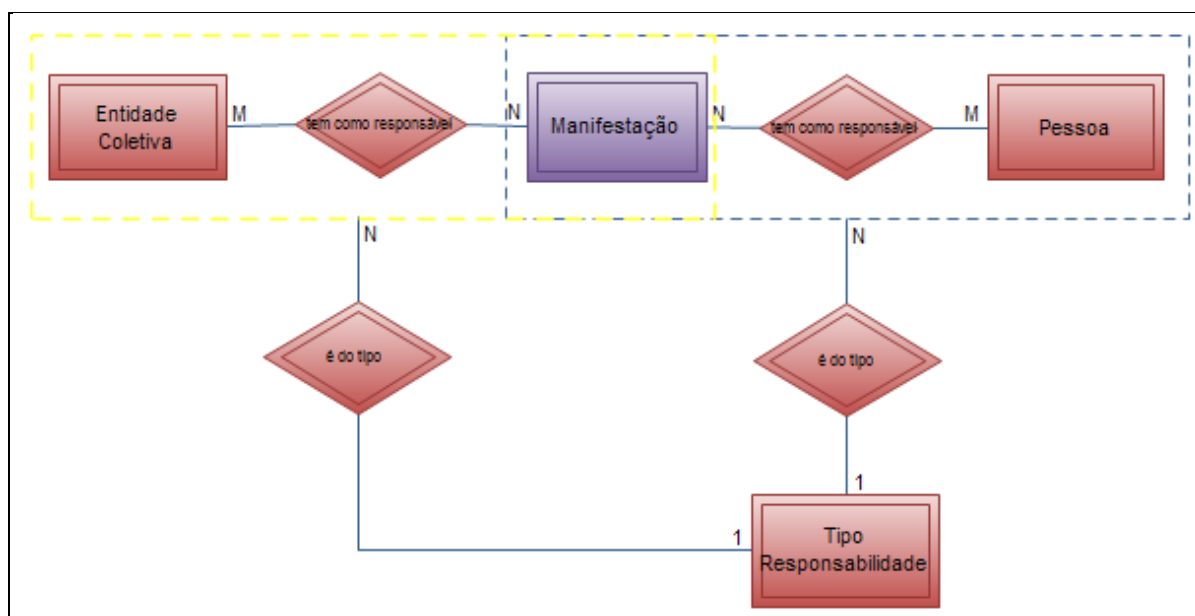 Entidade
Coletiva
M
tem como responsável
N
Manifestação
N
tem como responsável
M
Pessoa
N
N
é do tipo
é do tipo
1
1
Tipo
Responsabilidade